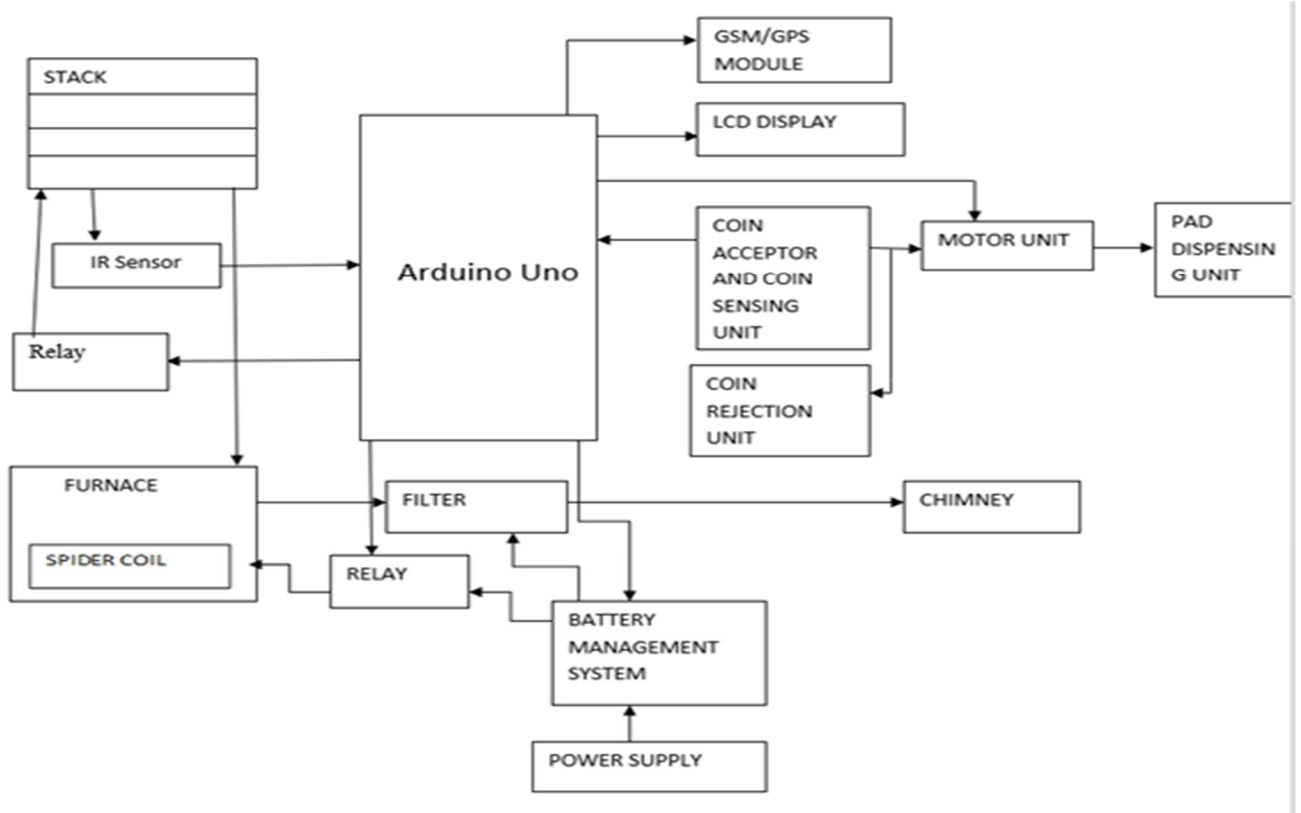 GSM/GPS
MODULE
STACK
LCD DISPLAY
COIN
ACCEPTOR
AND COIN
SENSING
UNIT
MOTOR UNIT
PAD
DISPENSIN
G UNIT
IR Sensor
Arduino Uno
Relay
COIN
REJECTION
UNIT
FURNACE
FILTER
CHIMNEY
SPIDER COIL
RELAY
BATTERY
MANAGEMENT
SYSTEM
POWER SUPPLY